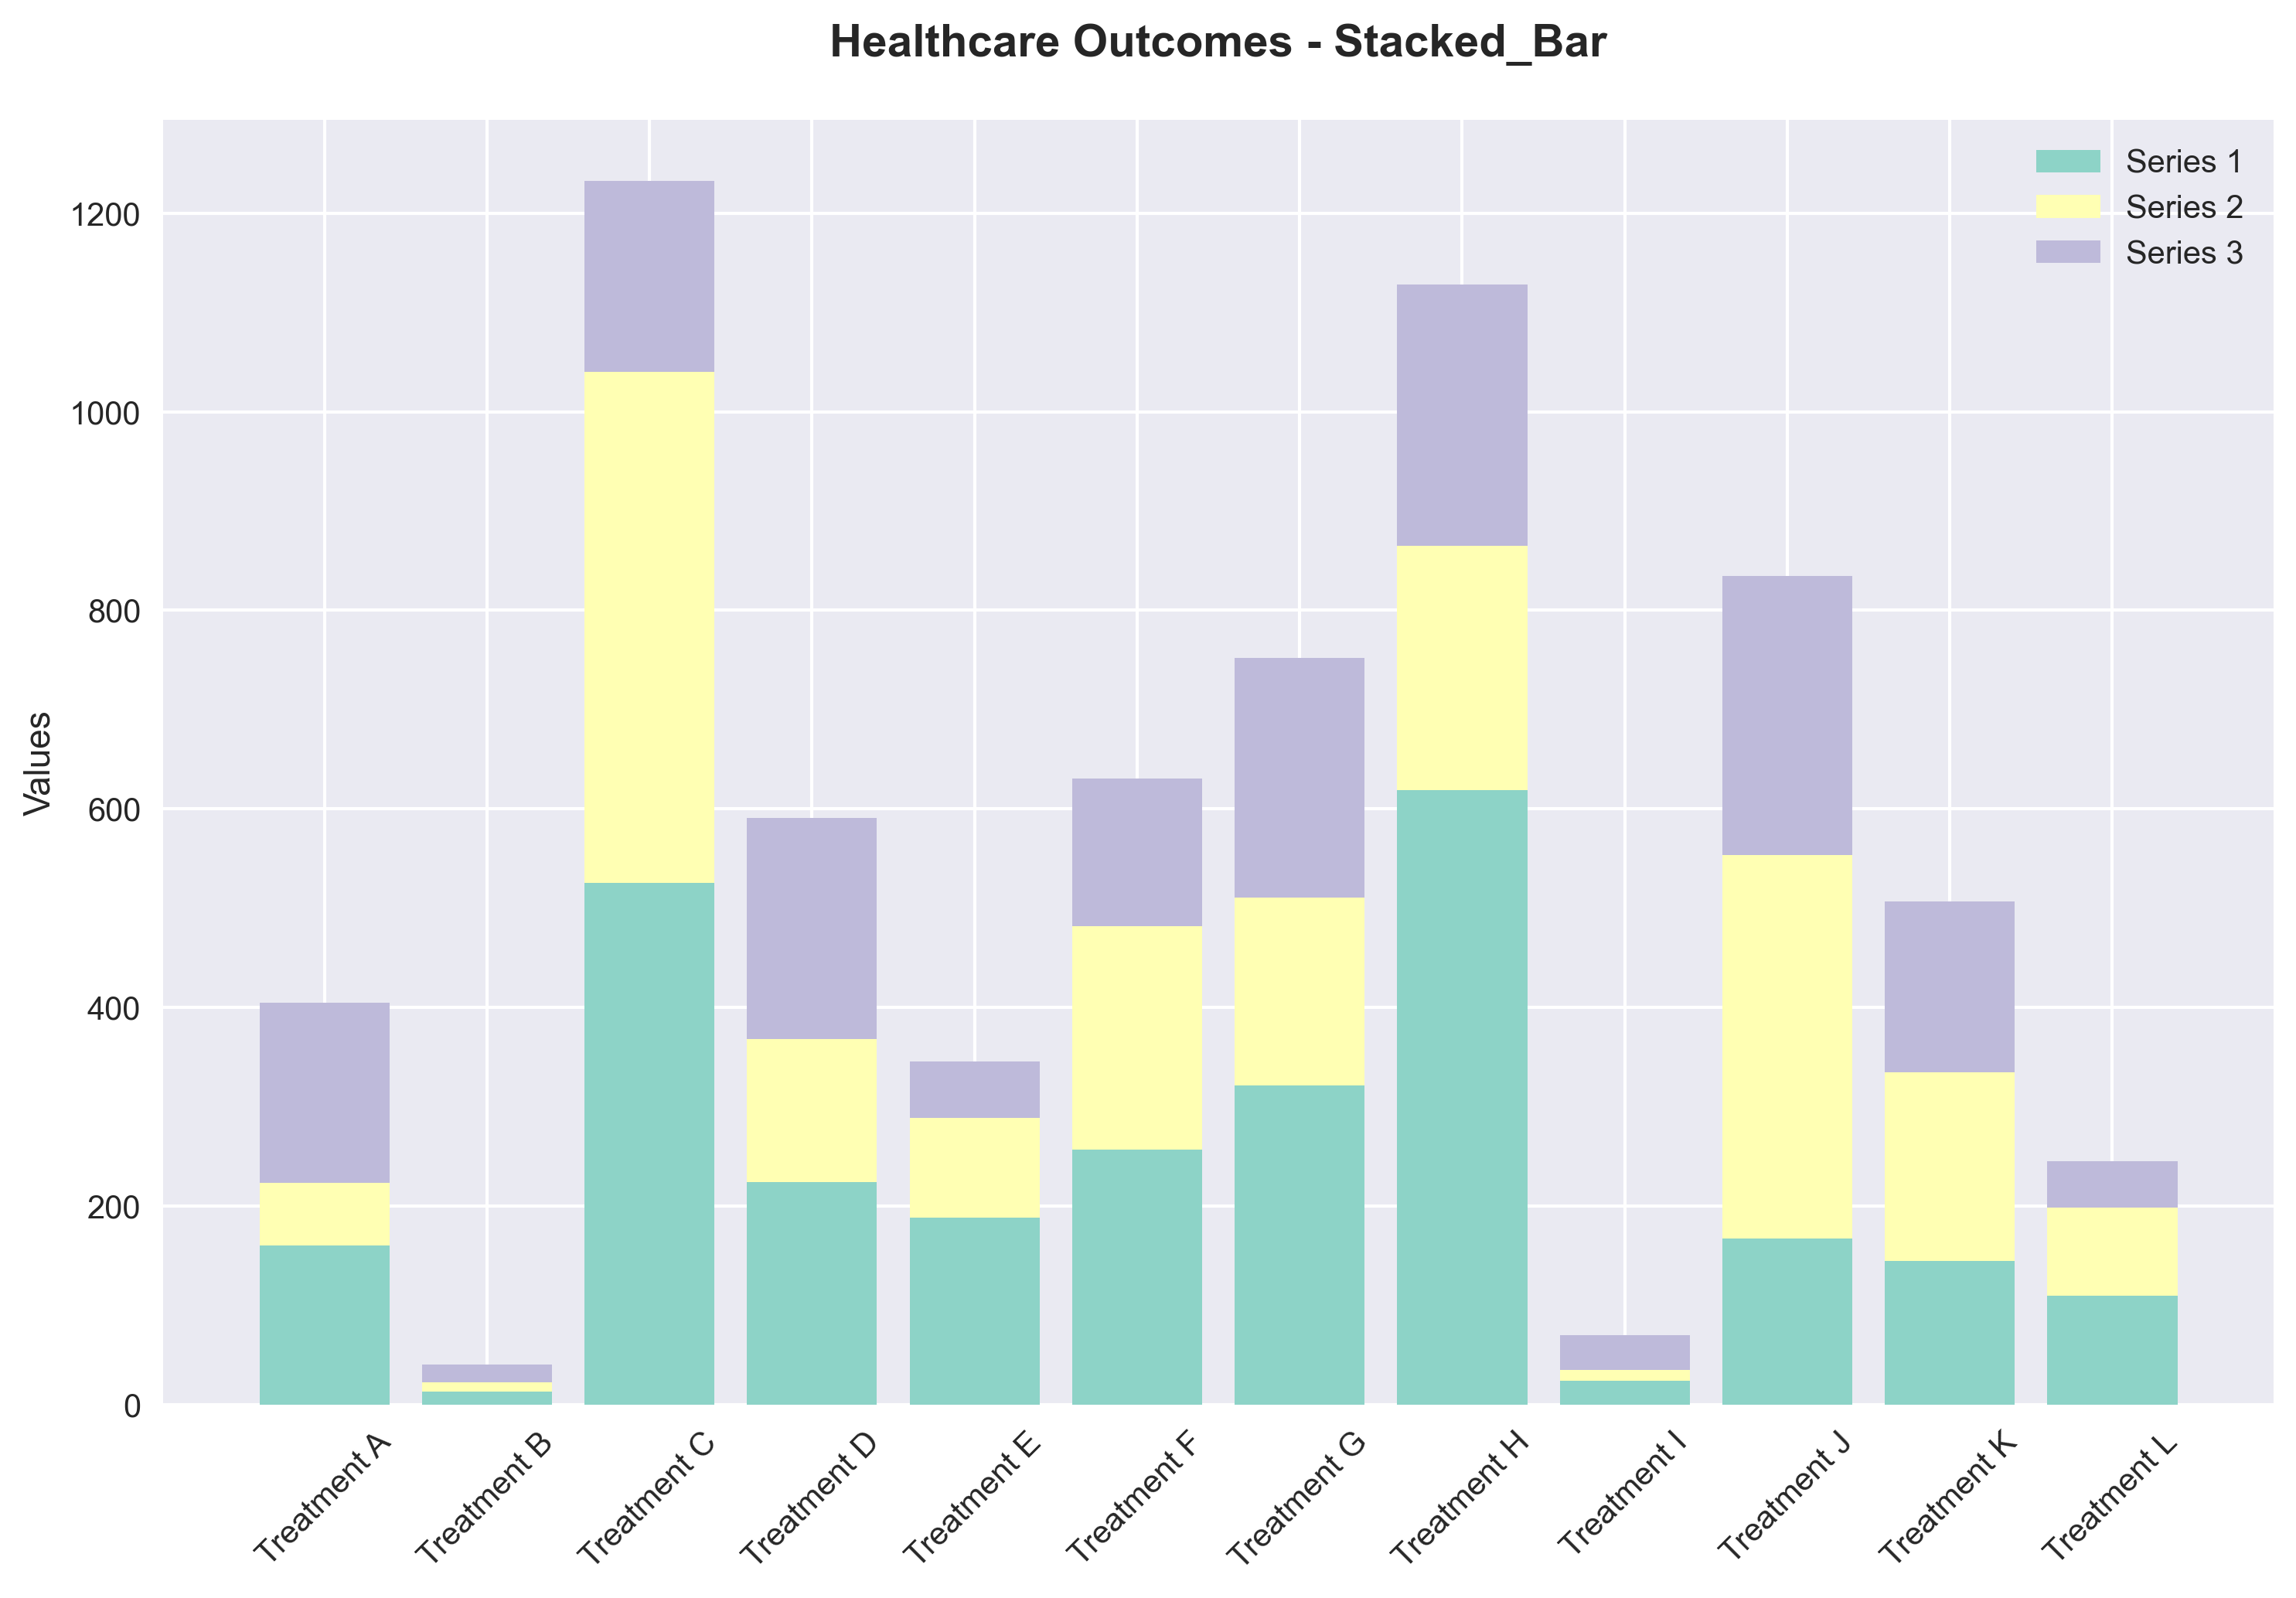 Healthcare Outcomes - Stacked_Bar
Series 1
Series 2
Series 3
Values
1200
1000
800
600
400
200
0
Treatment A
Treatment B
Treatment C
Treatment D
Treatment E
Treatment F
Treatment G
Treatment H
Treatment I
Treatment J
Treatment K
Treatment L